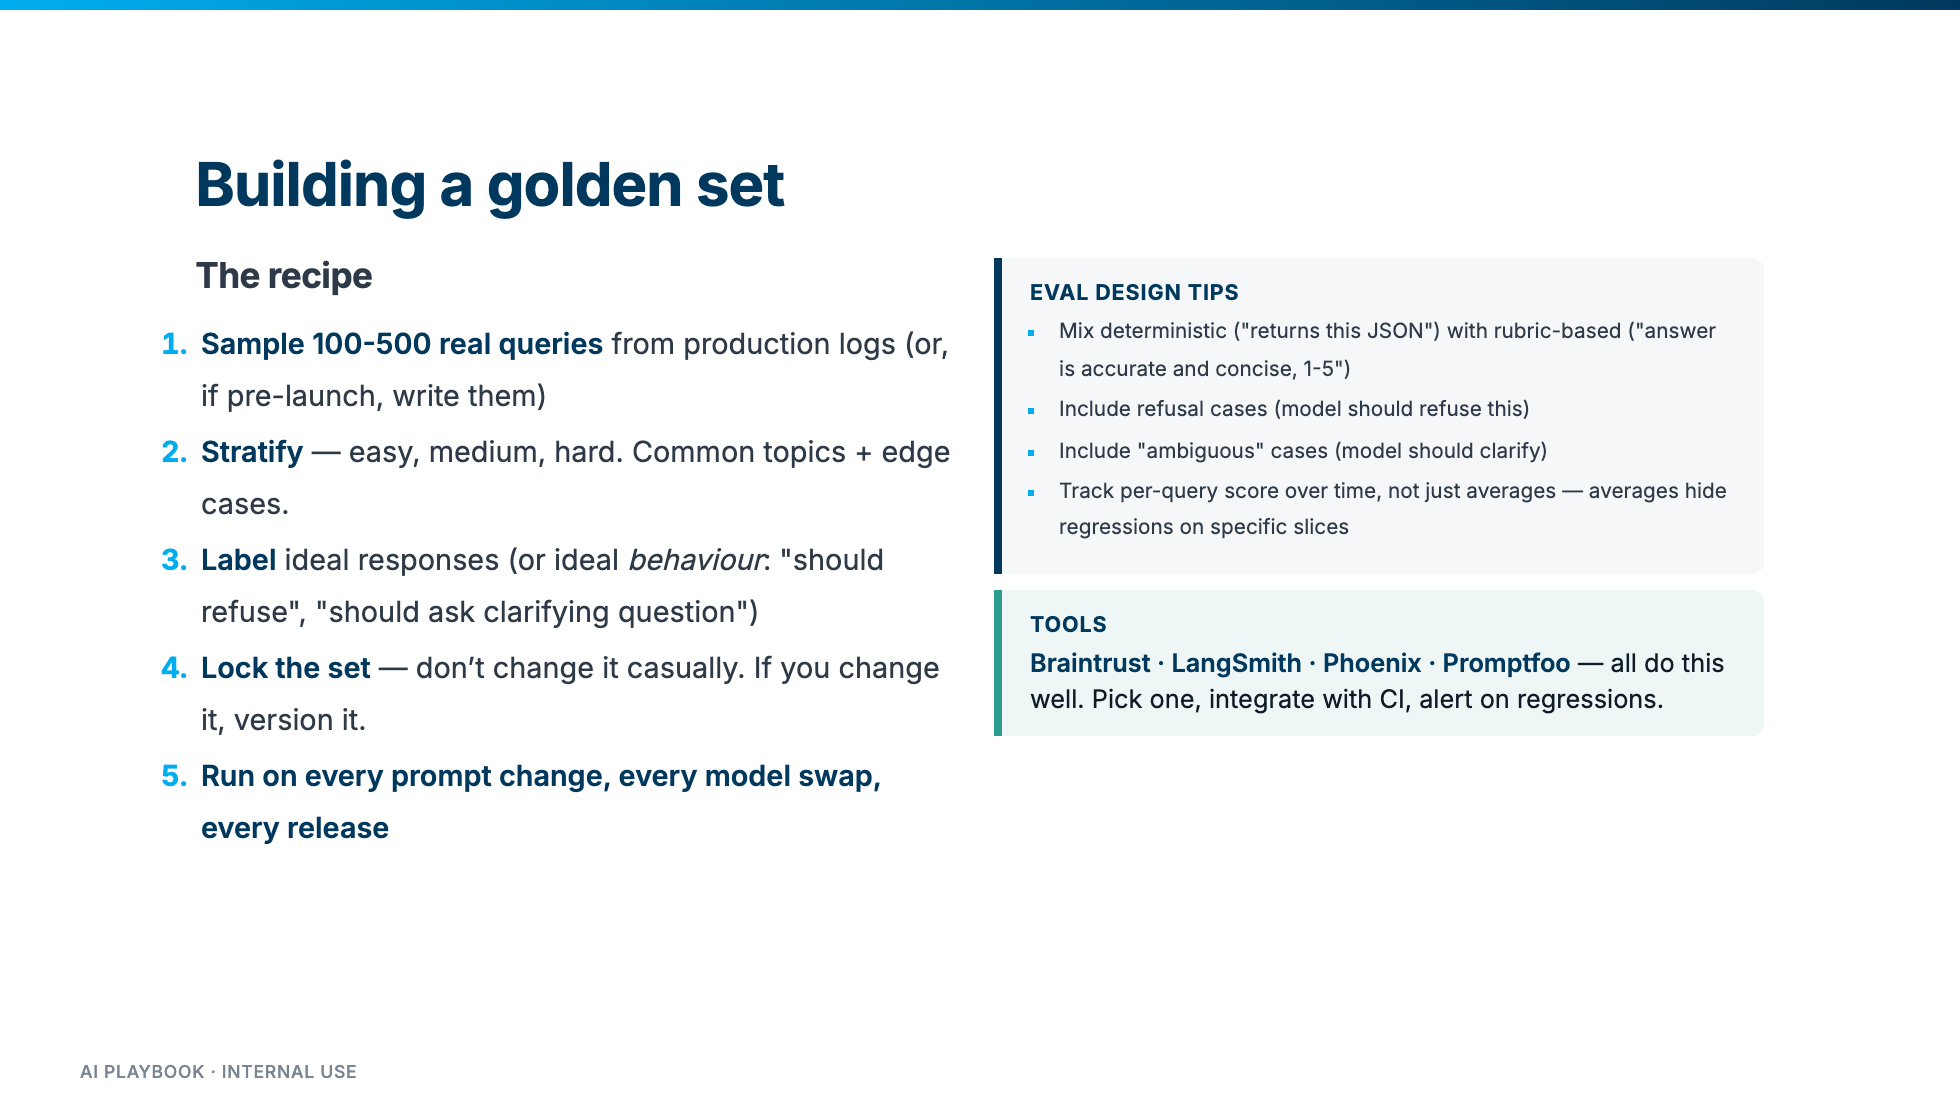 Building a golden set
The recipe
1. Sample 100-500 real queries from production logs (or,
if pre-launch, write them)
2. Stratify — easy, medium, hard. Common topics + edge
cases.
3. Label ideal responses (or ideal behaviour: "should
refuse", "should ask clarifying question")
4. Lock the set — don’t change it casually. If you change
it, version it.
5. Run on every prompt change, every model swap,
every release
EVAL DESIGN TIPS
Mix deterministic ("returns this JSON") with rubric-based ("answer
is accurate and concise, 1-5")
Include refusal cases (model should refuse this)
Include "ambiguous" cases (model should clarify)
Track per-query score over time, not just averages — averages hide
regressions on specific slices
TOOLS
Braintrust · LangSmith · Phoenix · Promptfoo — all do this
well. Pick one, integrate with CI, alert on regressions.
AI PLAYBOOK · INTERNAL USE